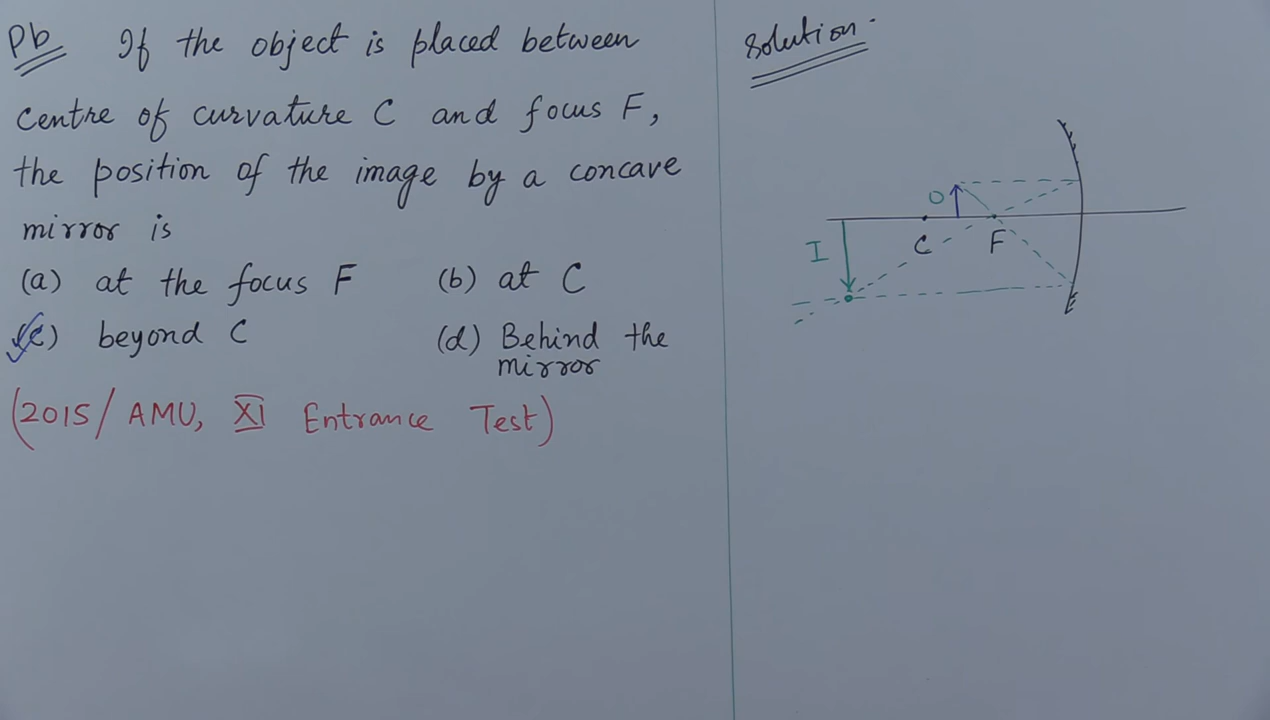 Pb If the object is placed between
centre of curvature C and focus F,
the position of the image by a concave
mirror is
(a) at the focus F (b) at C
(c) beyond C (d) Behind the
mirror
(2015/AMU, XI Entrance Test)
Solution.
O
I
C F